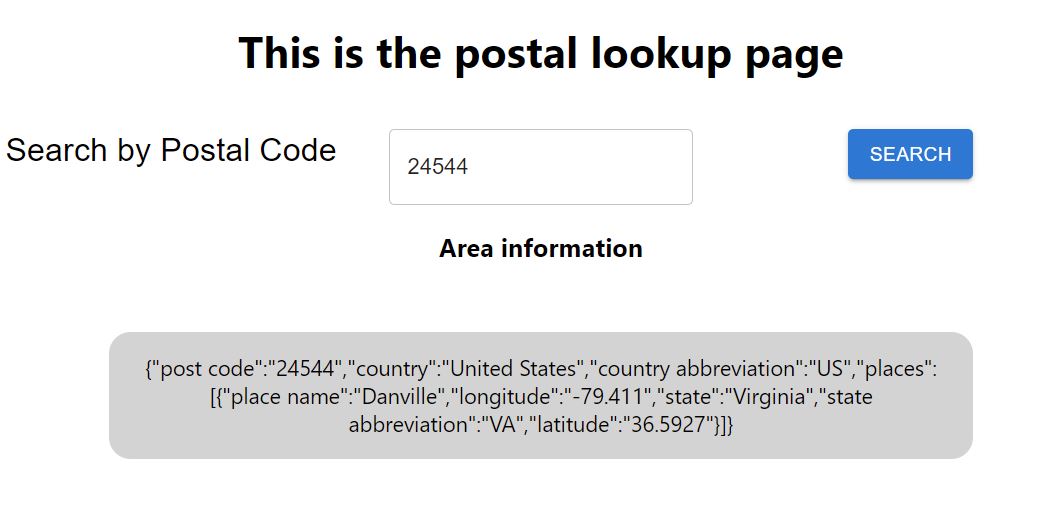 This is the postal lookup page
Search by Postal Code
24544
SEARCH
Area information
{"post code":"24544","country":"United States","country abbreviation":"US","places":
[{"place name":"Danville","longitude":"-79.411","state":"Virginia","state
abbreviation":"VA","latitude":"36.5927"}]}